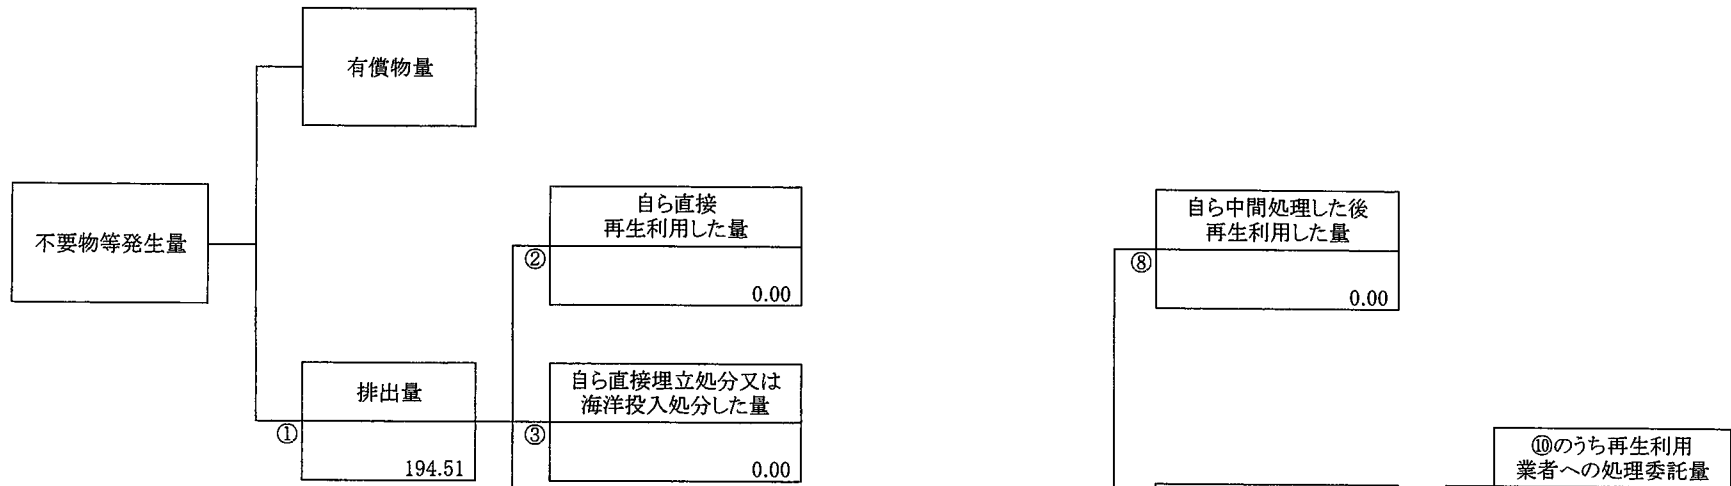 有償物量
不要物等発生量
自ら直接
再生利用した量
②
0.00
自ら中間処理した後
再生利用した量
⑧
0.00
排出量
①
194.51
自ら直接埋立処分又は
海洋投入処分した量
③
0.00
⑩のうち再生利用
業者への処理委託量